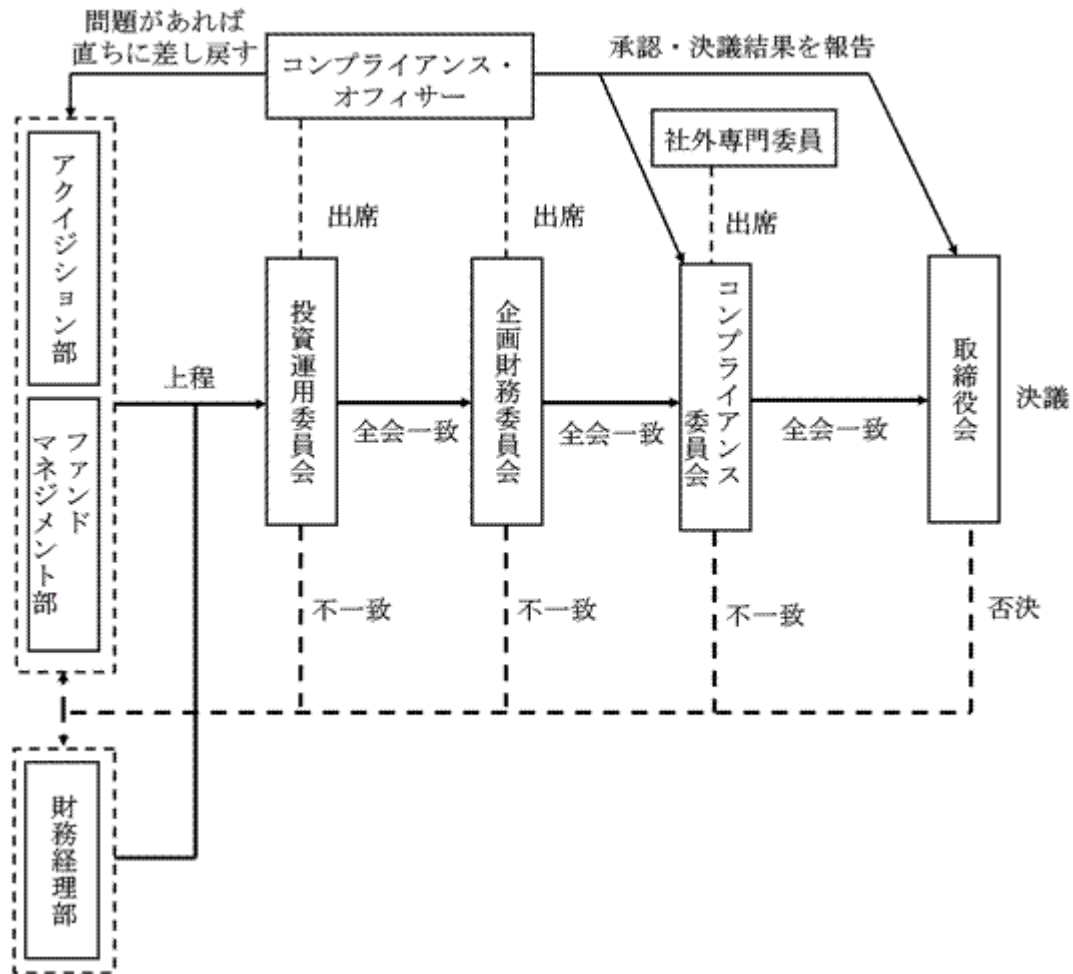 問題があれば
直ちに差し戻す
コンプライアンス・
オフィサー
承認・決議結果を報告
社外専門委員
アクイジション部
出席
出席
出席
投資運用委員会
企画財務委員会
コンプライアンス
委員会
取締役会
上程
全会一致
全会一致
全会一致
決議
ファンド
マネジメント部
不一致
不一致
不一致
否決
財務経理部